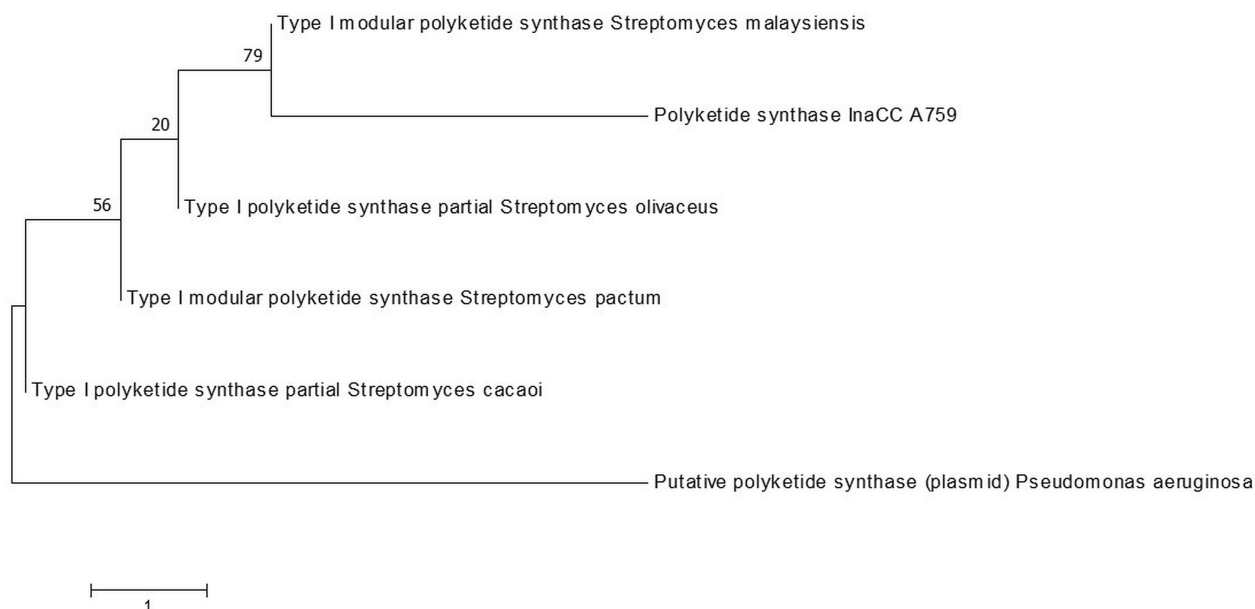 Type I modular polyketide synthase Streptomyces malaysiensis
79
Polyketide synthase InaCC A759
20
Type I polyketide synthase partial Streptomyces olivaceus
56
Type I modular polyketide synthase Streptomyces pactum
Type I polyketide synthase partial Streptomyces cacaoi
Putative polyketide synthase (plasmid) Pseudomonas aeruginosa
1